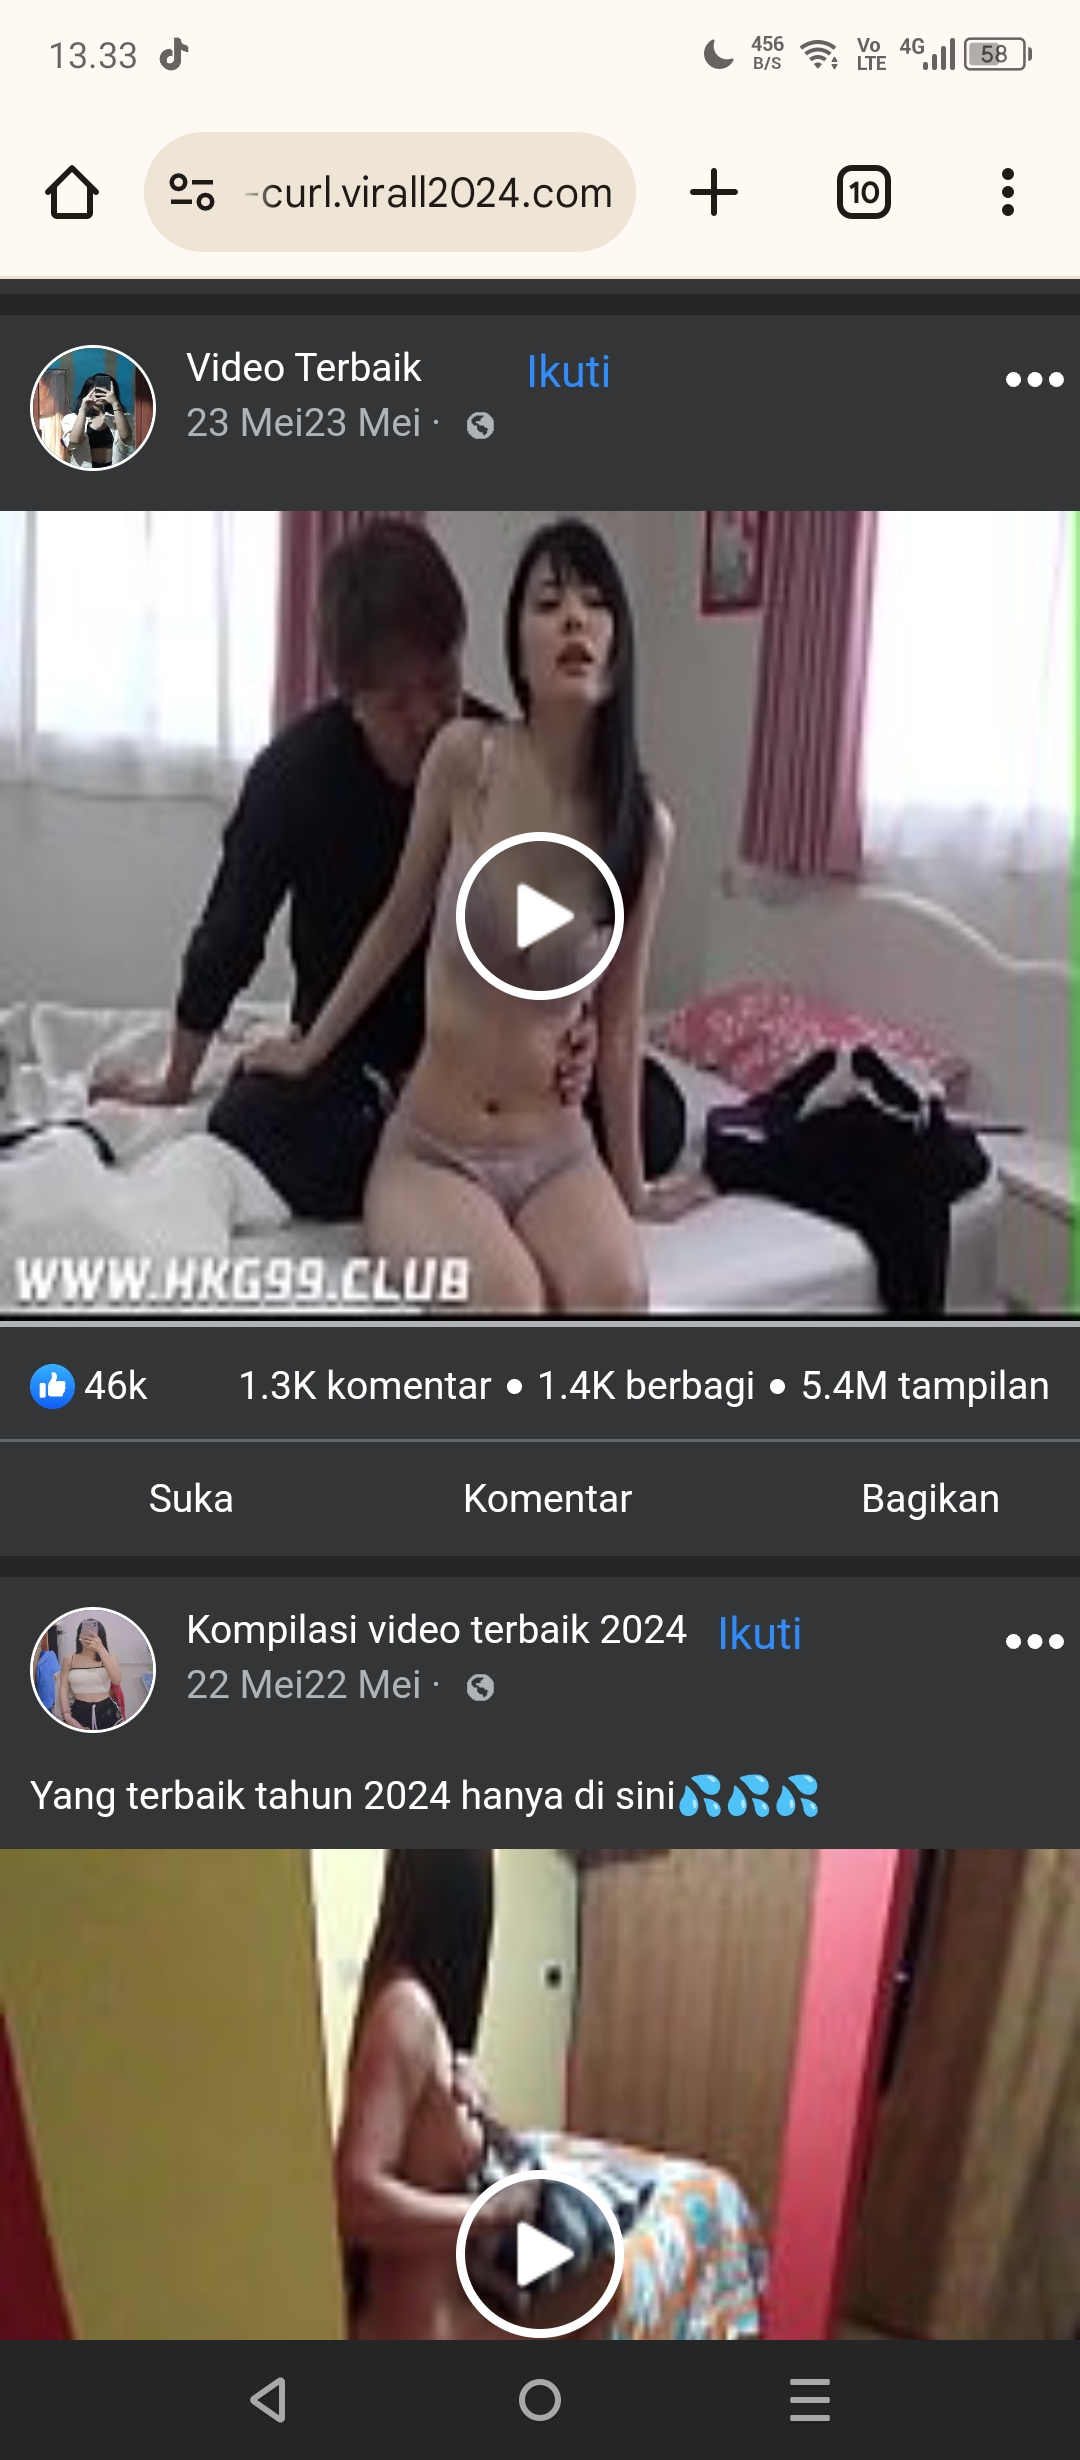 13.33
456
B/S
Vo
LTE
4G
58
-curl.virall2024.com
10
Video Terbaik
Ikuti
23 Mei23 Mei ·
WWW.HKG99.CLUB
46k
1.3K komentar • 1.4K berbagi • 5.4M tampilan
Suka
Komentar
Bagikan
Kompilasi video terbaik 2024
Ikuti
22 Mei22 Mei ·
Yang terbaik tahun 2024 hanya di sini💦💦💦